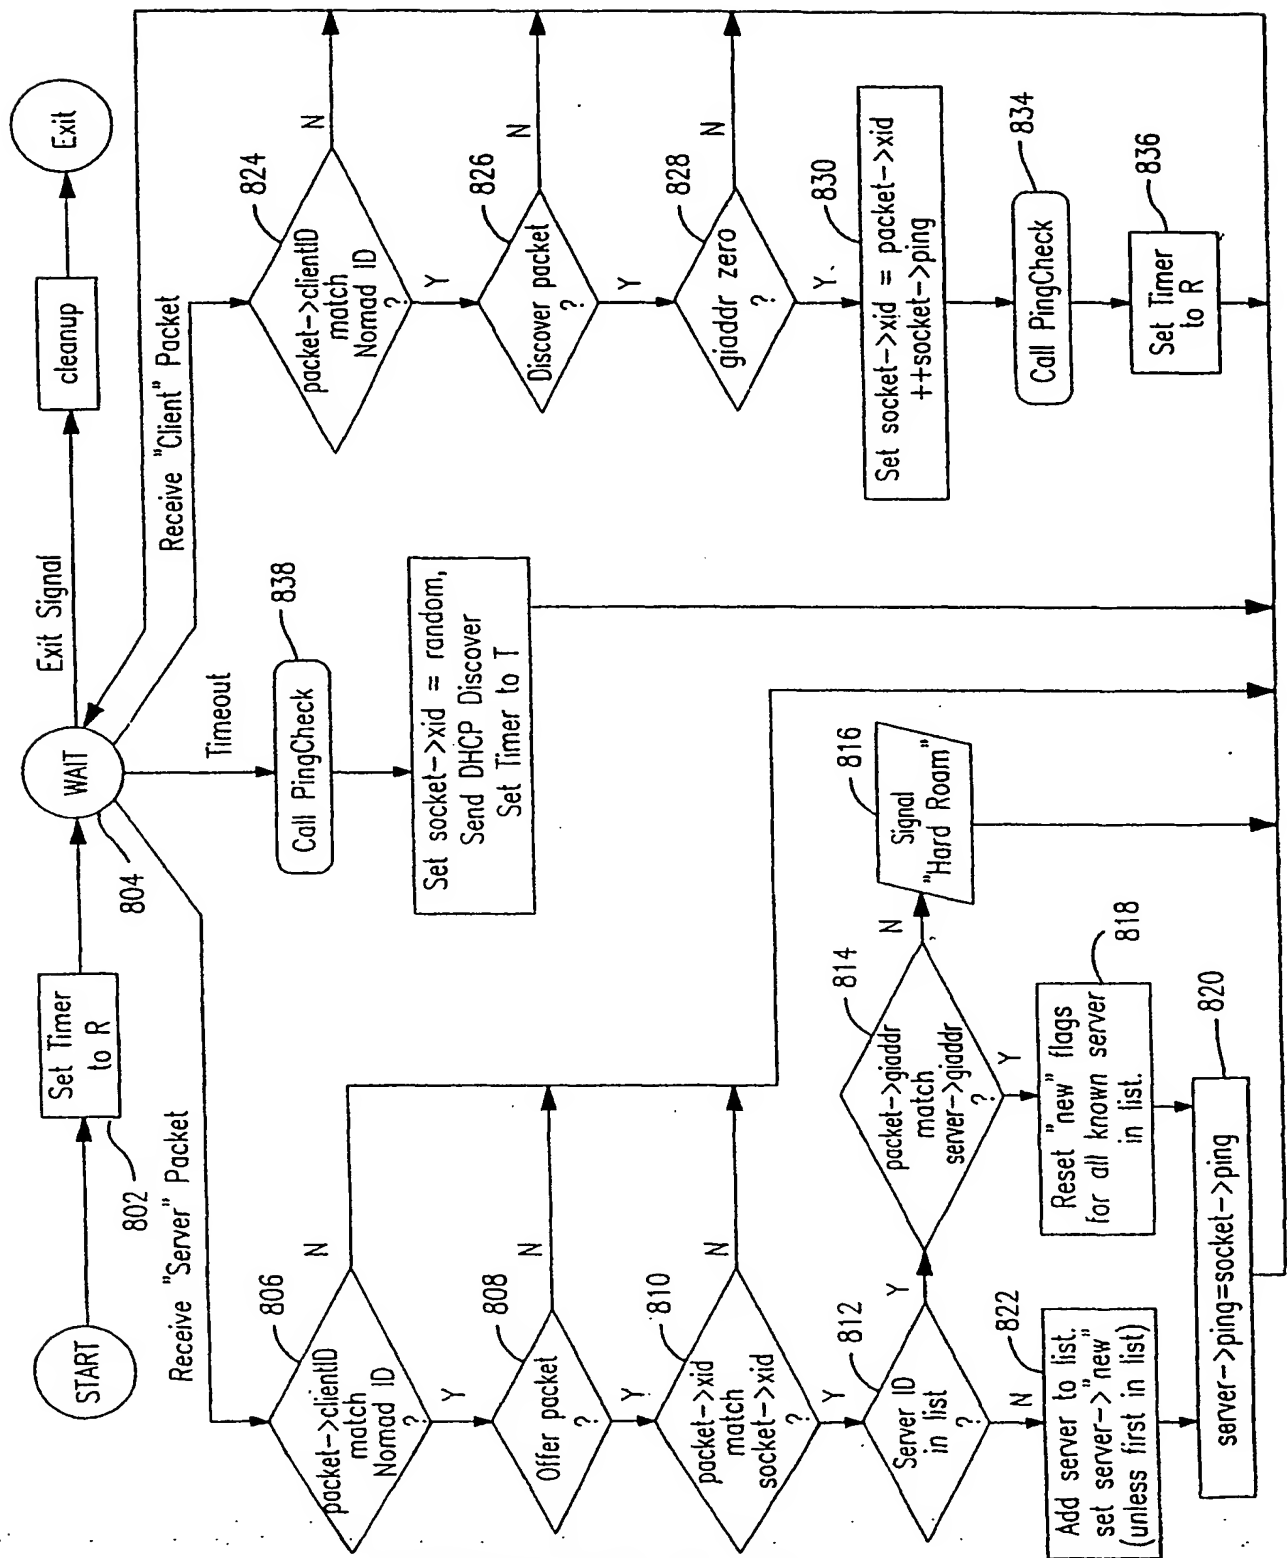 START
Set Timer
to R
802
WAIT
804
Exit Signal
cleanup
Exit
Receive "Server" Packet
Timeout
Receive "Client" Packet
packet->clientID
match
Nomad ID
?
806
N
Y
Offer packet
?
808
N
Y
packet->xid
match
socket->xid
?
810
N
Y
Server ID
in list
?
812
Y
N
packet->giaddr
match
server->giaddr
?
814
N
Y
Signal
"Hard Roam"
816
Reset "new" flags
for all known server
in list.
818
Add server to list.
set server->"new"
(unless first in list)
822
server->ping=socket->ping
820
Call PingCheck
838
Set socket->xid = random,
Send DHCP Discover
Set Timer to T
packet->clientID
match
Nomad ID
?
824
N
Y
Discover packet
?
826
N
Y
giaddr zero
?
828
N
Y
Set socket->xid = packet->xid
++socket->ping
830
Call PingCheck
834
Set Timer
to R
836